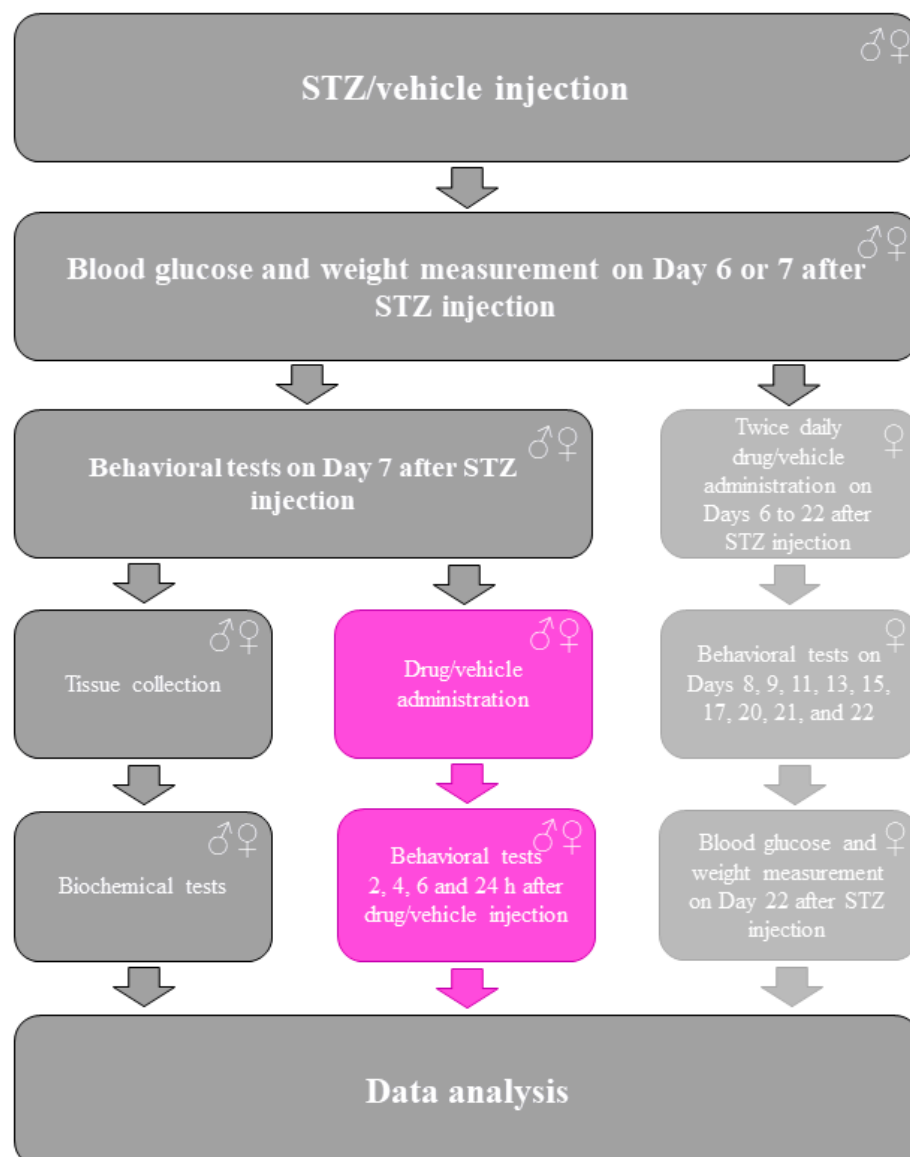 ♂♀
STZ/vehicle injection
♂♀
Blood glucose and weight measurement on Day 6 or 7 after
STZ injection
♂♀
Behavioral tests on Day 7 after STZ
injection
♀
Twice daily
drug/vehicle
administration on
Days 6 to 22 after
STZ injection
♂♀
Tissue collection
♂♀
Drug/vehicle
administration
♀
Behavioral tests on
Days 8, 9, 11, 13, 15,
17, 20, 21, and 22
♂♀
Biochemical tests
♂♀
Behavioral tests
2, 4, 6 and 24 h after
drug/vehicle injection
♀
Blood glucose and
weight measurement
on Day 22 after STZ
injection
Data analysis